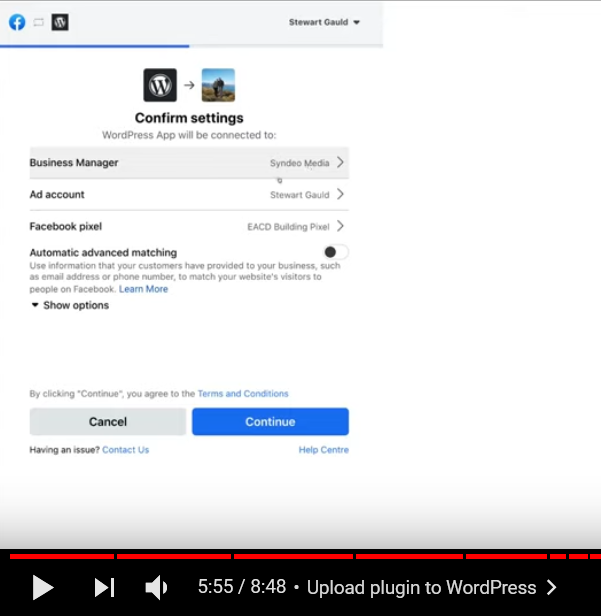 Stewart Gauld
Confirm settings
WordPress App will be connected to:
Business Manager Syndeo Media
Ad account Stewart Gauld
Facebook pixel EACD Building Pixel
Automatic advanced matching
Use information that your customers have provided to your business, such
as email address or phone number, to match your website's visitors to
people on Facebook. Learn More
Show options
By clicking "Continue", you agree to the Terms and Conditions
Cancel Continue
Having an issue? Contact Us Help Centre
5:55 / 8:48 • Upload plugin to WordPress